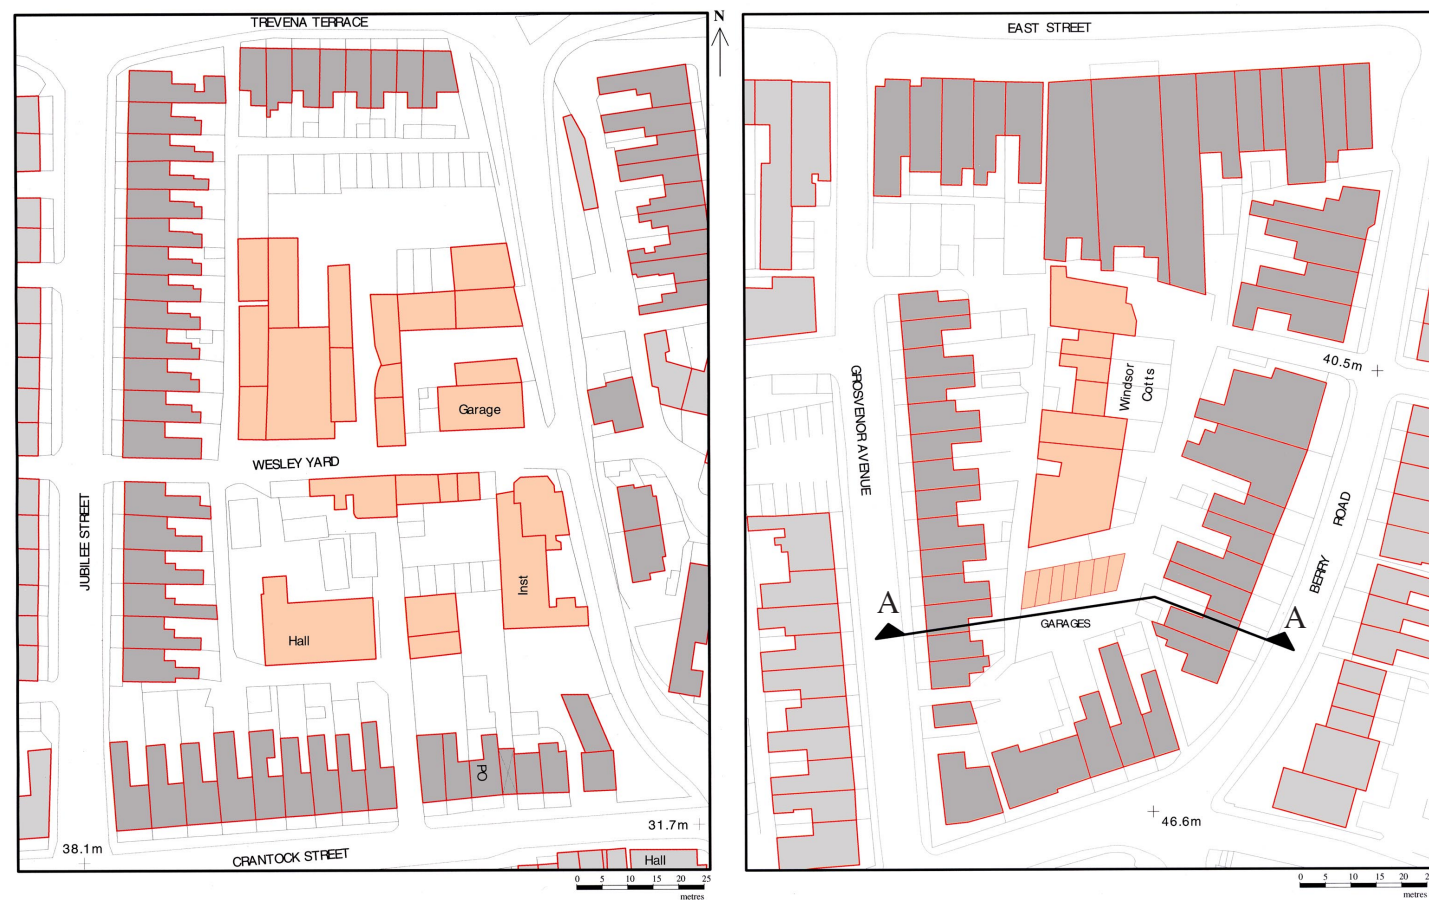 TREVENA TERRACE
Garage
WESLEY YARD
JUBILEE STREET
Inst
Hall
PO
31.7m
38.1m
CRANTOCK STREET
Hall
0 5 10 15 20 25
metres
N
EAST STREET
40.5m
Windsor
Cotts
GROSVENOR AVENUE
BERRY ROAD
A
A
GARAGES
46.6m
0 5 10 15 20
metres